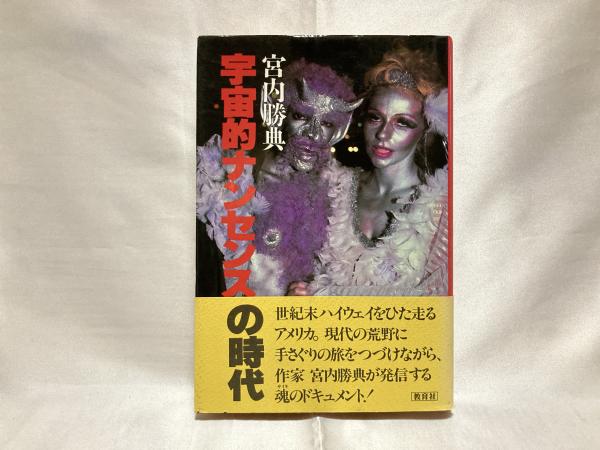 宮内勝典
宇宙的ナンセンスの時代
世紀末ハイウェイをひた走る
アメリカ。現代の荒野に
手さぐりの旅をつづけながら、
作家 宮内勝典が発信する
魂のドキュメント!
教育社